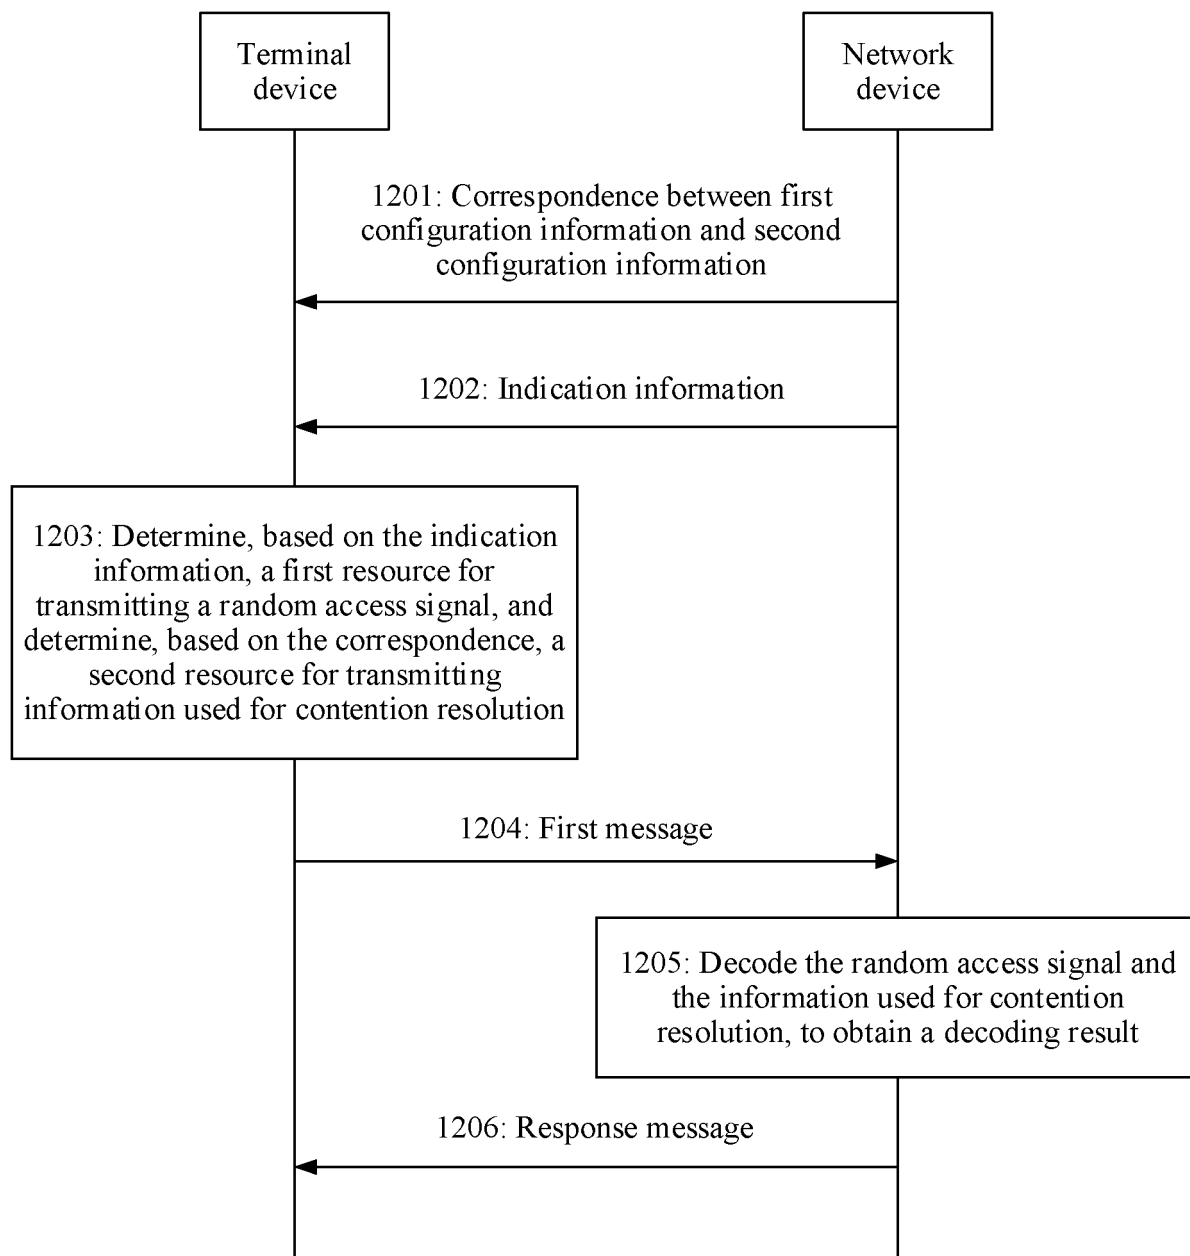 Terminal
device
Network
device
1201: Correspondence between first
configuration information and second
configuration information
1202: Indication information
1203: Determine, based on the indication
information, a first resource for
transmitting a random access signal, and
determine, based on the correspondence, a
second resource for transmitting
information used for contention resolution
1204: First message
1205: Decode the random access signal and
the information used for contention
resolution, to obtain a decoding result
1206: Response message